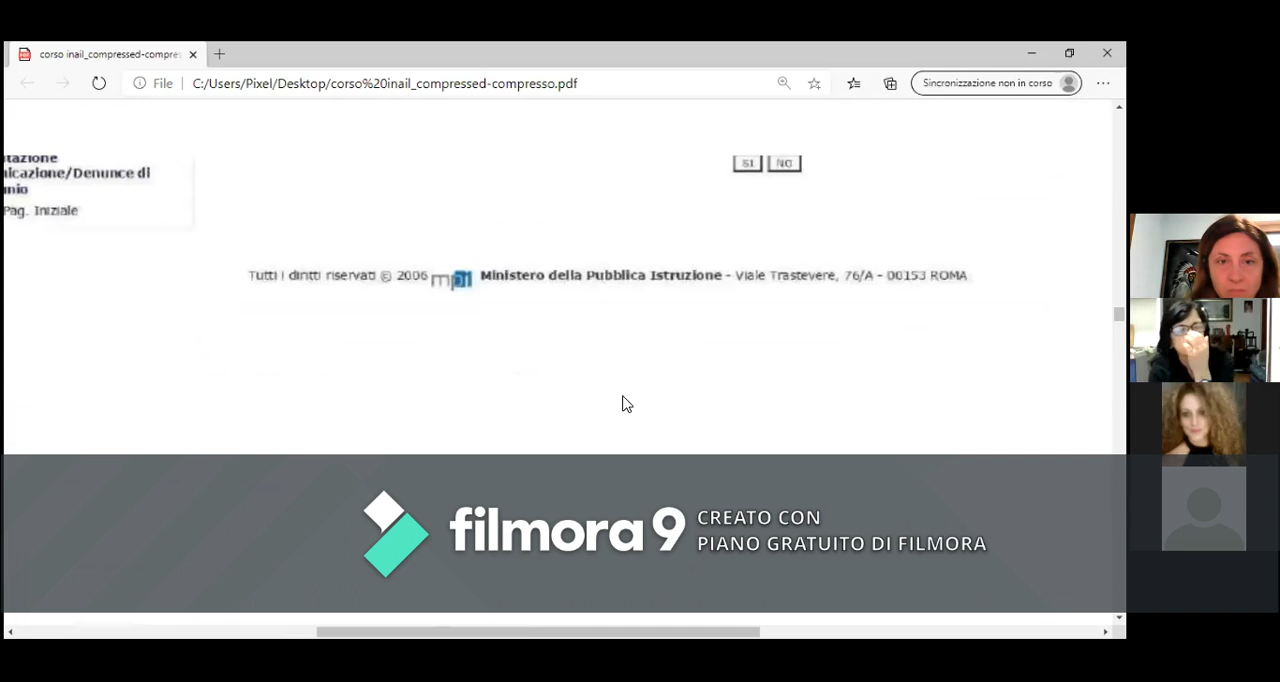 corso inail_compressed-compre
File
C:/Users/Pixel/Desktop/corso%20inail_compressed-compresso.pdf
Sincronizzazione non in corso
tazione
icazione/Denunce di
mio
Pag. Iniziale
SI NO
Tutti i diritti riservati © 2006 mpi Ministero della Pubblica Istruzione - Viale Trastevere, 76/A - 00153 ROMA
filmora 9
CREATO CON
PIANO GRATUITO DI FILMORA